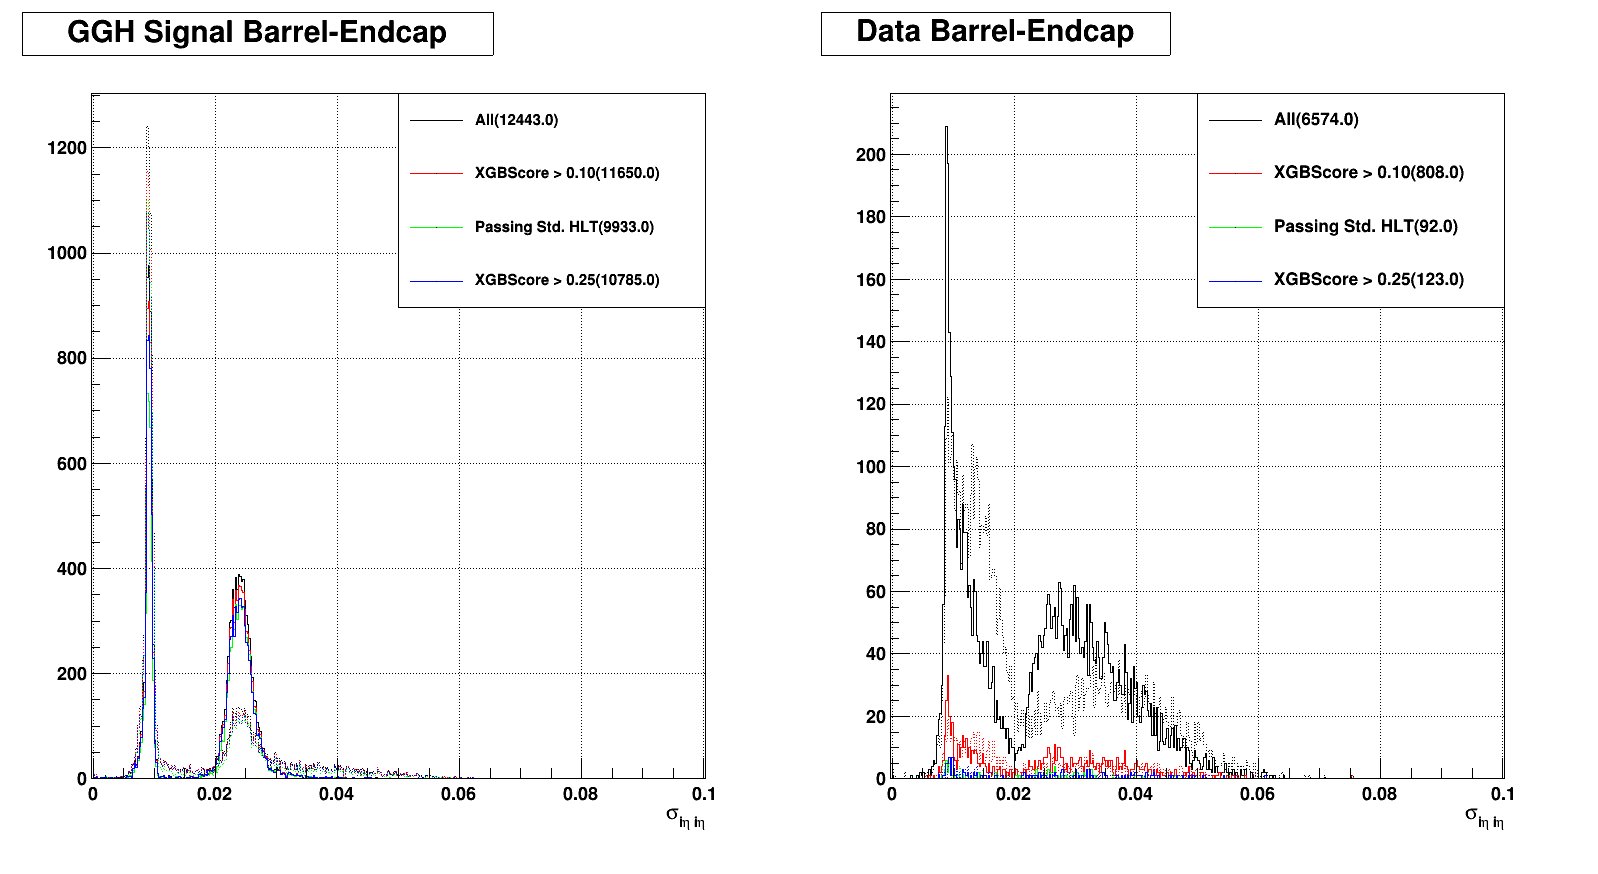 GGH Signal Barrel-Endcap
All(12443.0)
XGBScore > 0.10(11650.0)
Passing Std. HLT(9933.0)
XGBScore > 0.25(10785.0)
1200
1000
800
600
400
200
0
0 0.02 0.04 0.06 0.08 0.1
σiη iη
Data Barrel-Endcap
All(6574.0)
XGBScore > 0.10(808.0)
Passing Std. HLT(92.0)
XGBScore > 0.25(123.0)
200
180
160
140
120
100
80
60
40
20
0
0 0.02 0.04 0.06 0.08 0.1
σiη iη